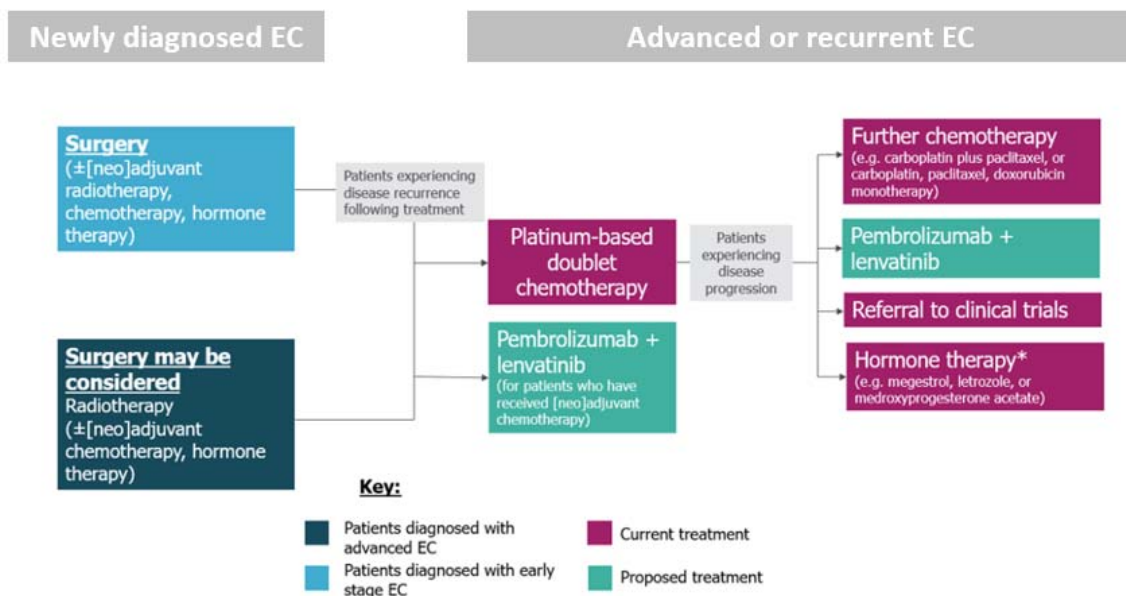 Newly diagnosed EC
Advanced or recurrent EC
Surgery
(±[neo]adjuvant
radiotherapy,
chemotherapy, hormone
therapy)
Surgery may be
considered
Radiotherapy
(±[neo]adjuvant
chemotherapy, hormone
therapy)
Patients experiencing
disease recurrence
following treatment
Platinum-based
doublet
chemotherapy
Pembrolizumab +
lenvatinib
(for patients who have
received [neo]adjuvant
chemotherapy)
Patients
experiencing
disease
progression
Further chemotherapy
(e.g. carboplatin plus paclitaxel, or
carboplatin, paclitaxel, doxorubicin
monotherapy)
Pembrolizumab +
lenvatinib
Referral to clinical trials
Hormone therapy*
(e.g. megestrol, letrozole, or
medroxyprogesterone acetate)
Key:
Patients diagnosed with
advanced EC
Patients diagnosed with early
stage EC
Current treatment
Proposed treatment